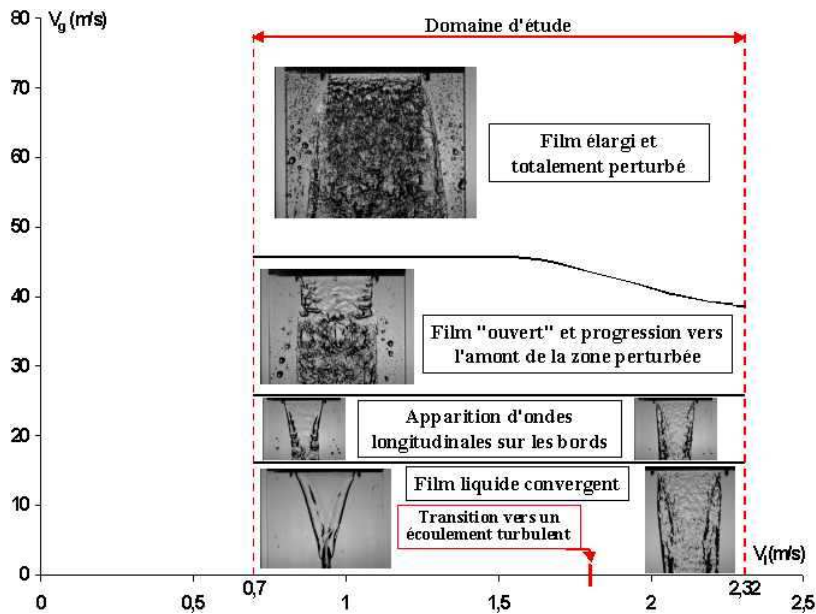 80
V_g (m/s)
Domaine d'étude
70
Film élargi et
totalement perturbé
60
50
40
Film "ouvert" et progression vers
l'amont de la zone perturbée
30
20
Apparition d'ondes
longitudinales sur les bords
10
Film liquide convergent
Transition vers un
écoulement turbulent
V_l(m/s)
0
0
0,5
0,7
1
1,5
2
2,32
2,5